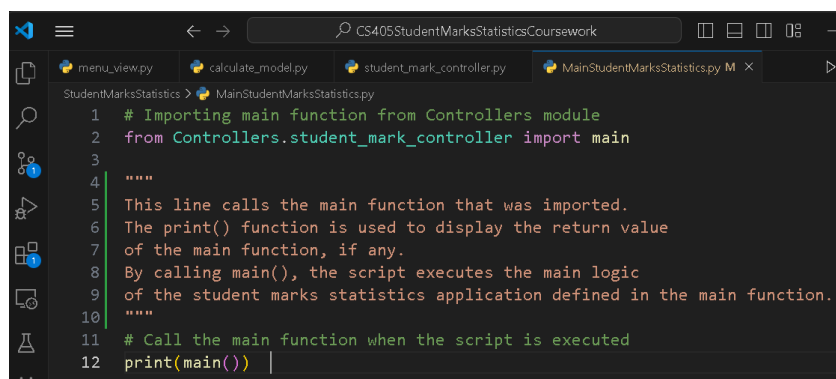 CS405StudentMarksStatisticsCoursework
menu_view.py calculate_model.py student_mark_controller.py MainStudentMarksStatistics.py M
StudentMarksStatistics > MainStudentMarksStatistics.py
1 # Importing main function from Controllers module
2 from Controllers.student_mark_controller import main
3
4 """
5 This line calls the main function that was imported.
6 The print() function is used to display the return value
7 of the main function, if any.
8 By calling main(), the script executes the main logic
9 of the student marks statistics application defined in the main function.
10 """
11 # Call the main function when the script is executed
12 print(main())
1
1